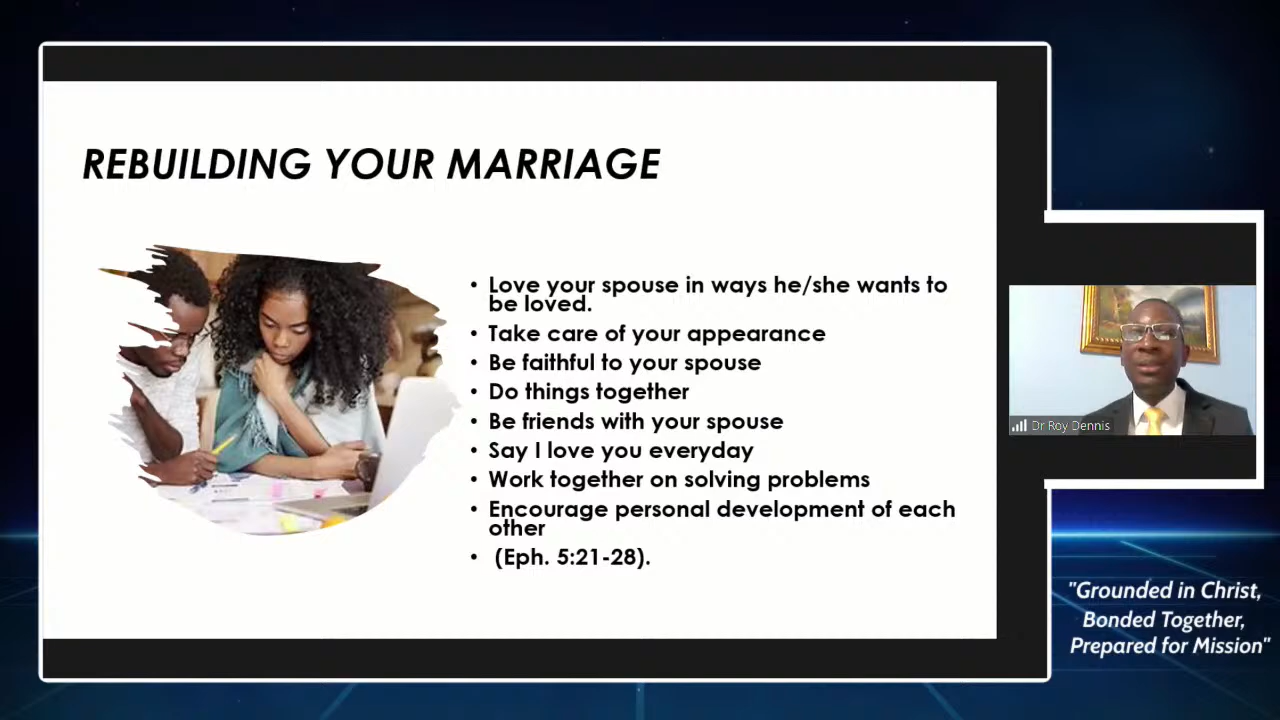 REBUILDING YOUR MARRIAGE
• Love your spouse in ways he/she wants to
be loved.
• Take care of your appearance
• Be faithful to your spouse
• Do things together
• Be friends with your spouse
• Say I love you everyday
• Work together on solving problems
• Encourage personal development of each
other
• (Eph. 5:21-28).
Dr Roy Dennis
"Grounded in Christ,
Bonded Together,
Prepared for Mission"